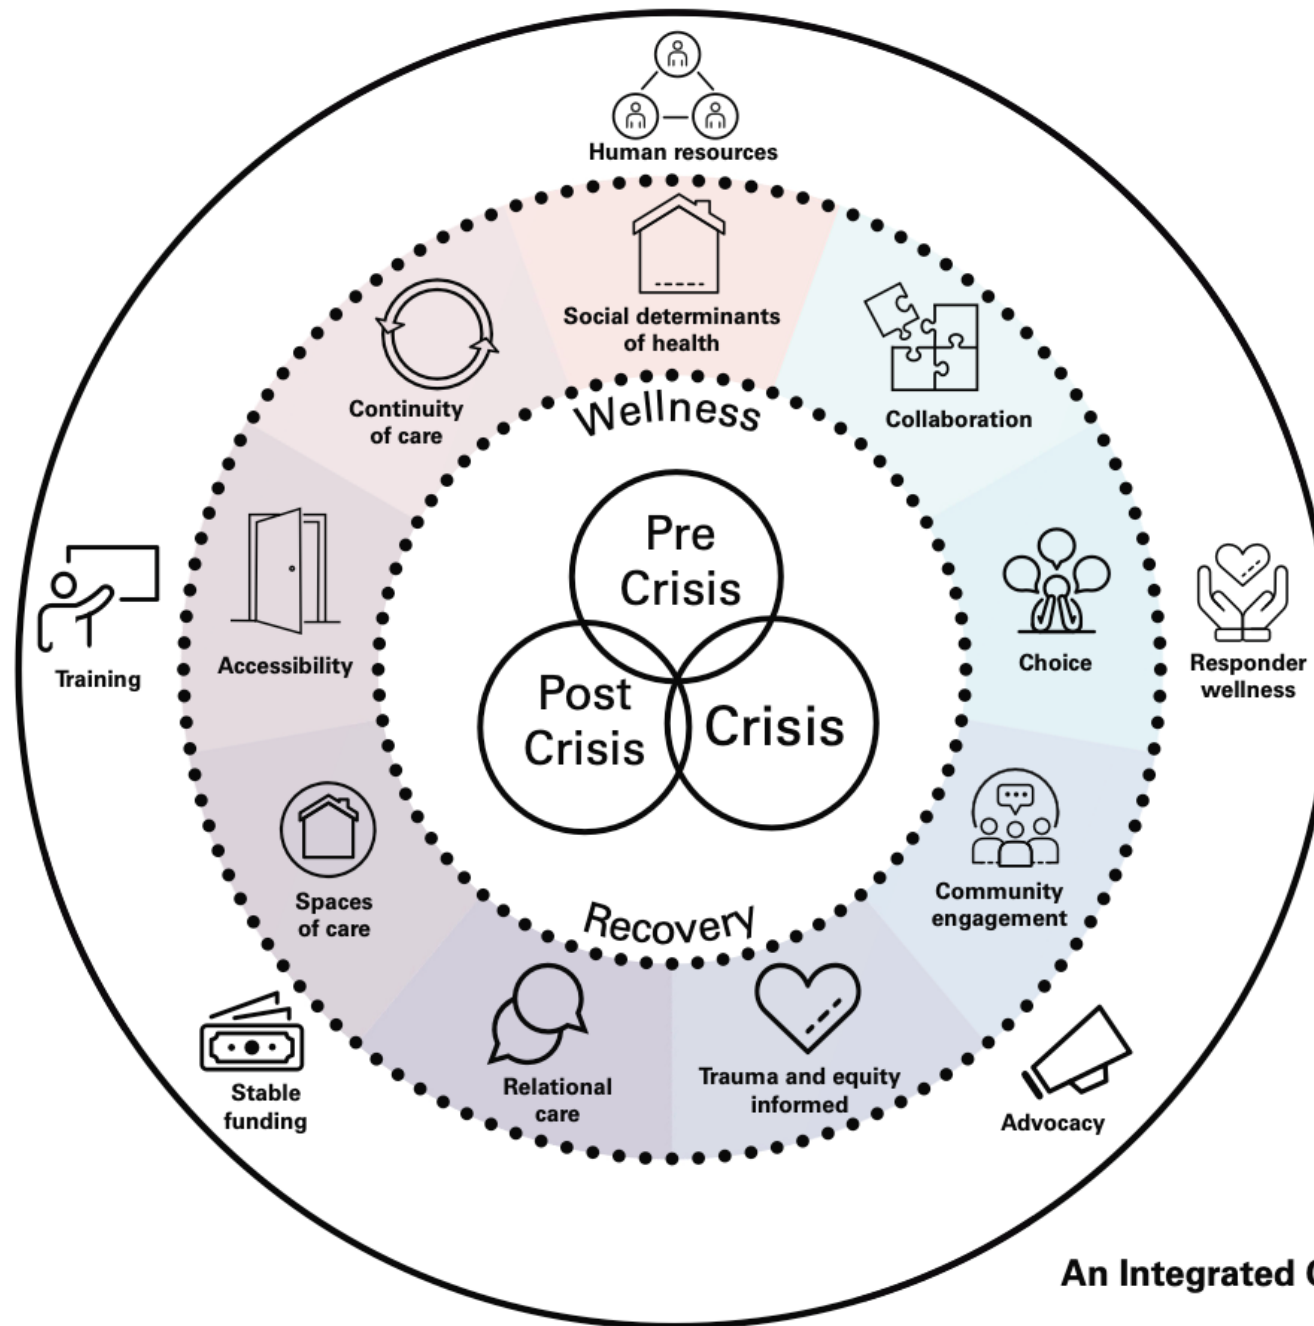 Human resources
Social determinants
of health
Collaboration
Continuity
of care
Wellness
Pre
Crisis
Training
Accessibility
Choice
Responder
wellness
Post
Crisis
Crisis
Spaces
of care
Community
engagement
Recovery
Stable
funding
Relational
care
Trauma and equity
informed
Advocacy
An Integrated